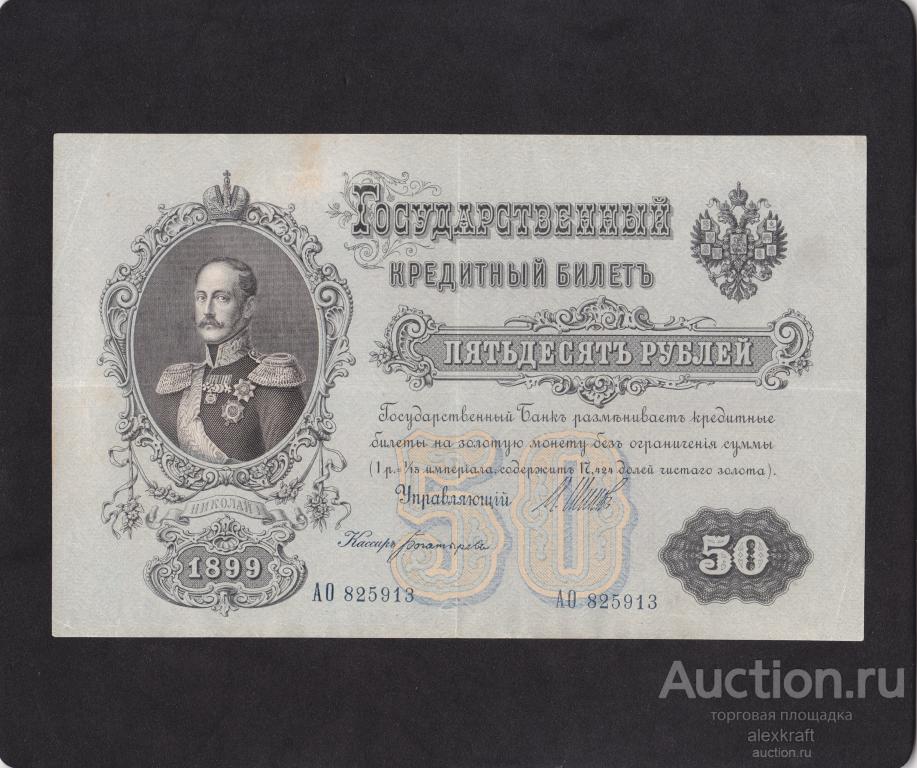 Государственный
кредитный билетъ
пятьдесятъ рублей
Государственный Банкъ размѣниваетъ кредитные
билеты на золотую монету безъ ограниченія суммы
(1 р.= 1/15 имперіала, содержитъ 17,424 долей чистаго золота).
Управляющій
Кассиръ
50
НИКОЛАЙ I
1899
АО 825913
АО 825913
50
Auction.ru
торговая площадка
alexkraft
auction.ru